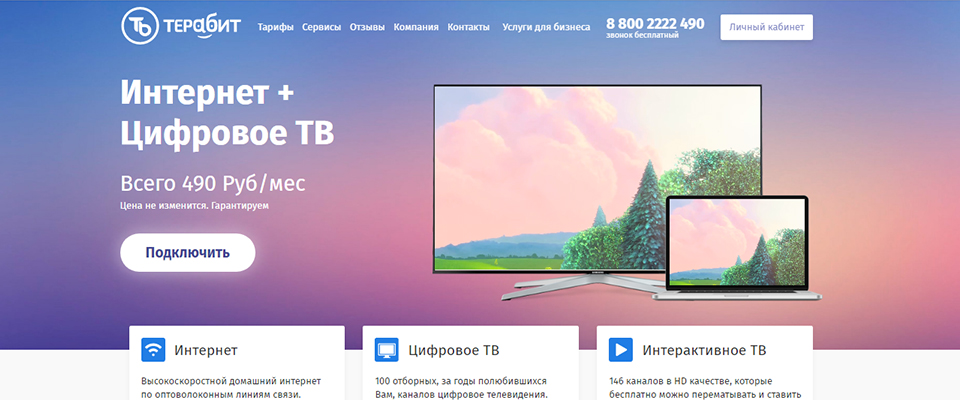 ТЕРАБИТ
Тарифы Сервисы Отзывы Компания Контакты Услуги для бизнеса
8 800 2222 490
звонок бесплатный
Личный кабинет
Интернет +
Цифровое ТВ
Всего 490 Руб/мес
Цена не изменится. Гарантируем
Подключить
Интернет
Высокоскоростной домашний интернет
по оптоволоконным линиям связи.
Цифровое ТВ
100 отборных, за годы полюбившихся
Вам, каналов цифрового телевидения.
Интерактивное ТВ
146 каналов в HD качестве, которые
бесплатно можно перематывать и ставить